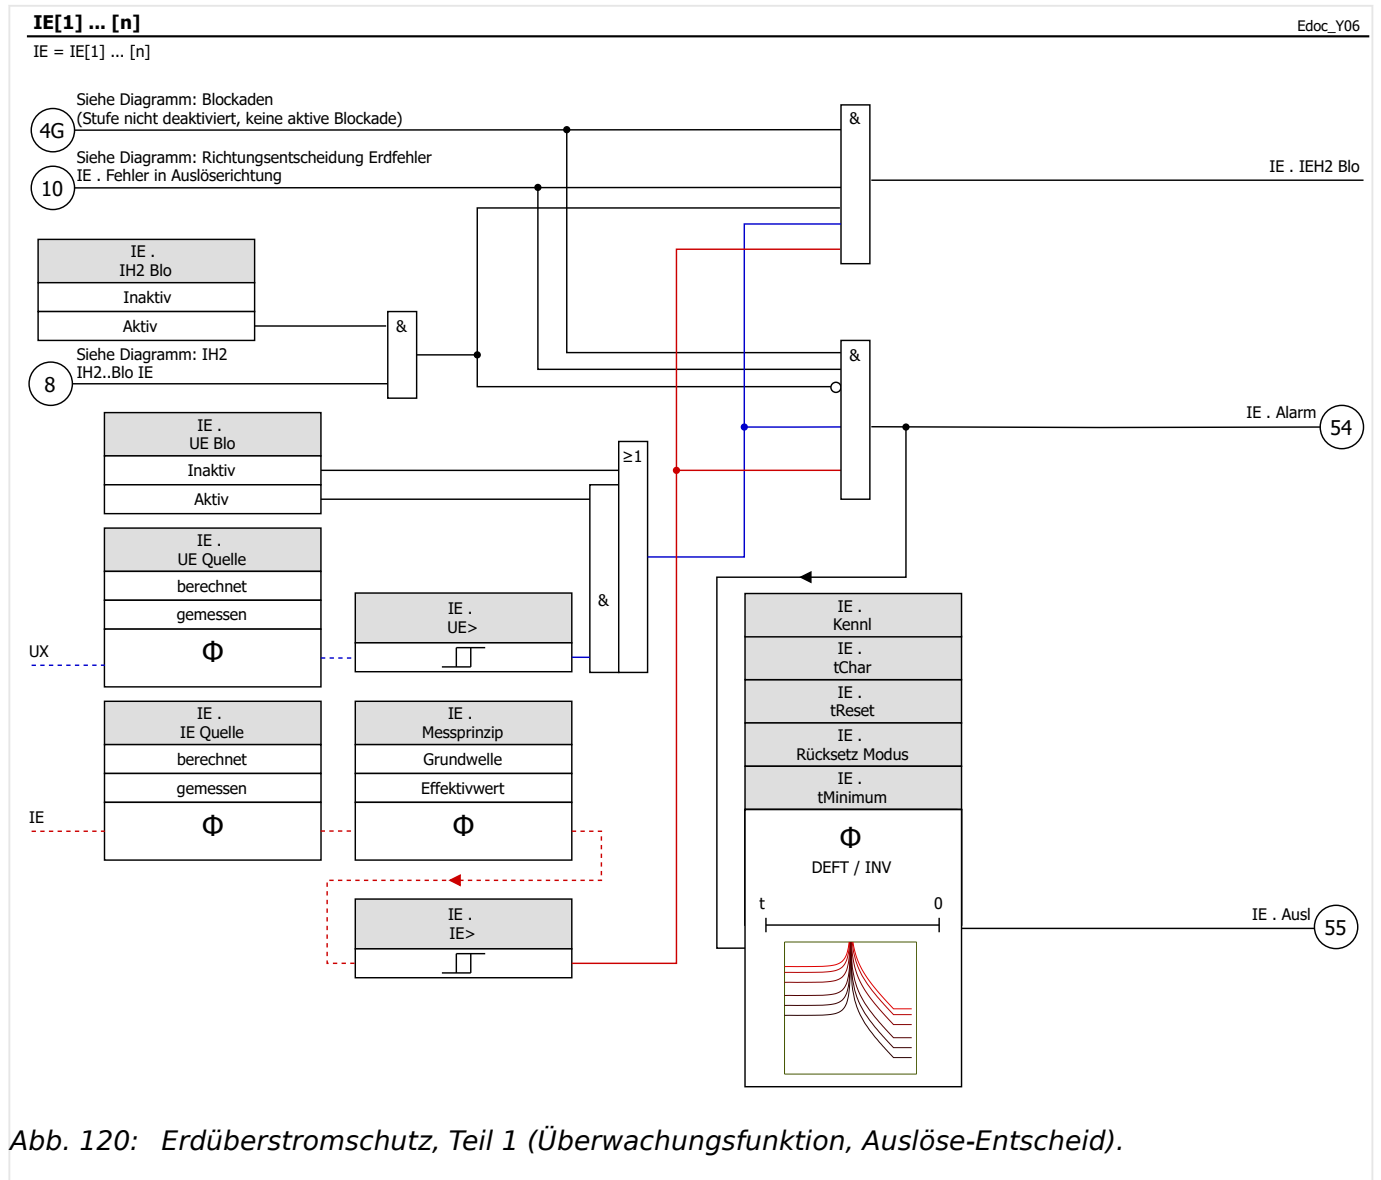 IE[1] ... [n]
Edoc_Y06
IE = IE[1] ... [n]
Siehe Diagramm: Blockaden
4G
(Stufe nicht deaktiviert, keine aktive Blockade)
&
Siehe Diagramm: Richtungsentscheidung Erdfehler
10
IE . Fehler in Auslöserichtung
IE . IEH2 Blo
IE .
IH2 Blo
Inaktiv
Aktiv
&
Siehe Diagramm: IH2
8
IH2..Blo IE
&
IE . Alarm
54
IE .
UE Blo
Inaktiv
Aktiv
≥1
&
IE .
UE Quelle
berechnet
gemessen
Φ
UX
IE .
UE>
IE .
IE Quelle
berechnet
gemessen
Φ
IE
IE .
Messprinzip
Grundwelle
Effektivwert
Φ
IE .
IE>
IE .
Kennl
IE .
tChar
IE .
tReset
IE .
Rücksetz Modus
IE .
tMinimum
Φ
DEFT / INV
t
0
IE . Ausl
55
Abb. 120: Erdüberstromschutz, Teil 1 (Überwachungsfunktion, Auslöse-Entscheid).